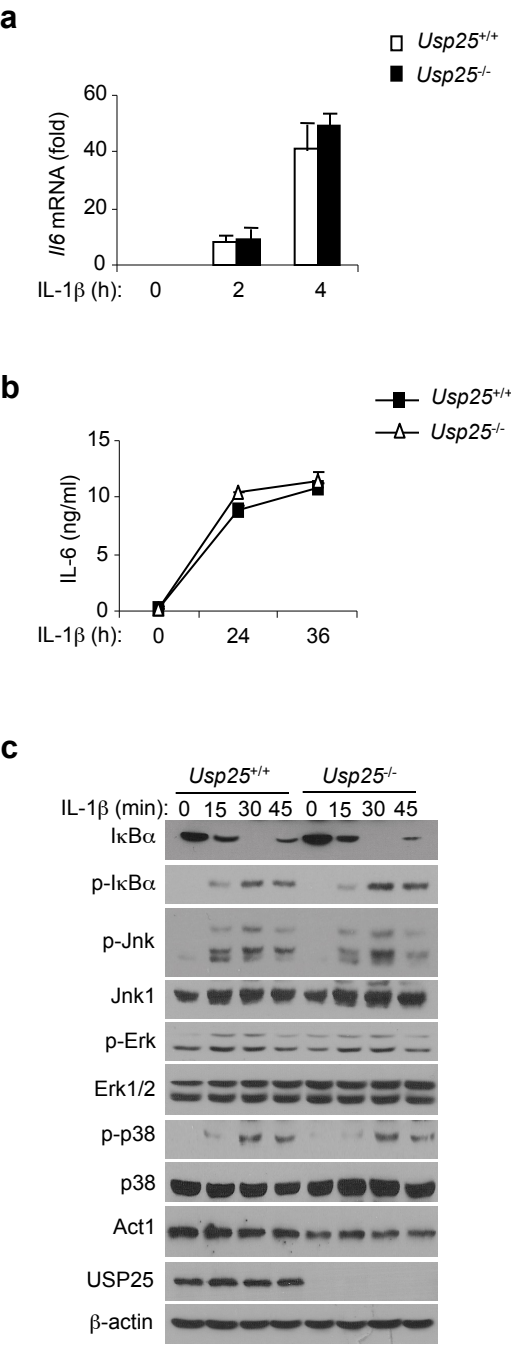 a
Usp25+/+
Usp25-/-
60
40
20
0
Il6 mRNA (fold)
IL-1β (h): 0 2 4
b
Usp25+/+
Usp25-/-
15
10
5
0
IL-6 (ng/ml)
IL-1β (h): 0 24 36
c
Usp25+/+ Usp25-/-
IL-1β (min): 0 15 30 45 0 15 30 45
IκBα
p-IκBα
p-Jnk
Jnk1
p-Erk
Erk1/2
p-p38
p38
Act1
USP25
β-actin